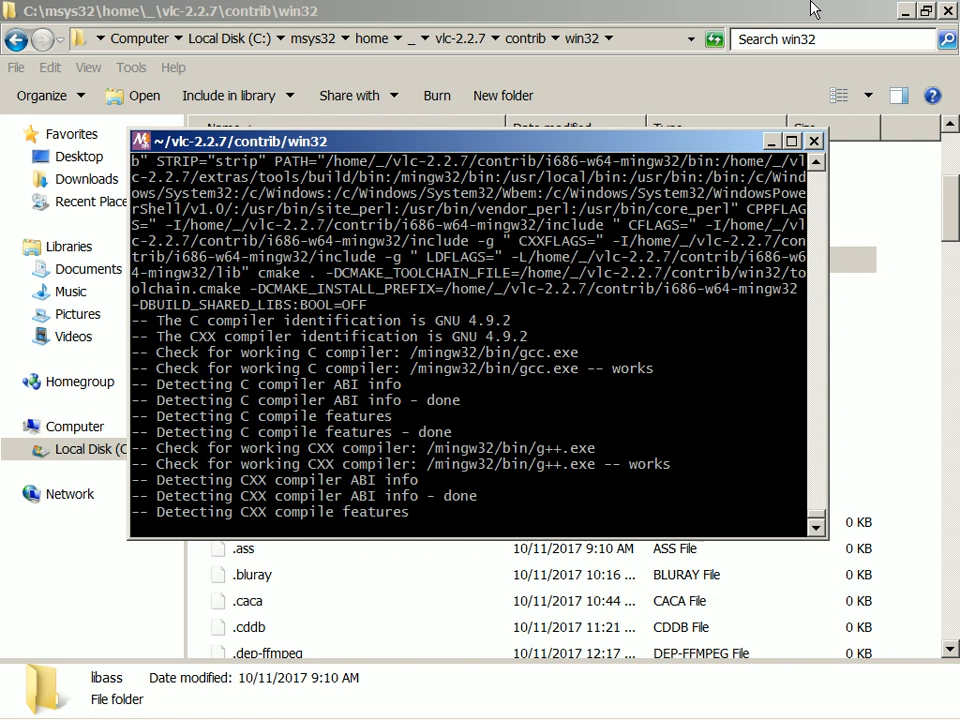 C:\msys32\home\_\vlc-2.2.7\contrib\win32
Computer Local Disk (C:) msys32 home _ vlc-2.2.7 contrib win32
Search win32
File Edit View Tools Help
Organize Open Include in library Share with Burn New folder
Favorites
Desktop
Downloads
Recent Place
Libraries
Documents
Music
Pictures
Videos
Homegroup
Computer
Local Disk (C
Network
~/vlc-2.2.7/contrib/win32
b" STRIP="strip" PATH="/home/_/vlc-2.2.7/contrib/i686-w64-mingw32/bin:/home/_/vl
c-2.2.7/extras/tools/build/bin:/mingw32/bin:/usr/local/bin:/usr/bin:/bin:/c/Wind
ows/System32:/c/Windows:/c/Windows/System32/Wbem:/c/Windows/System32/WindowsPowe
rShell/v1.0/:/usr/bin/site_perl:/usr/bin/vendor_perl:/usr/bin/core_perl" CPPFLAG
S=" -I/home/_/vlc-2.2.7/contrib/i686-w64-mingw32/include " CFLAGS=" -I/home/_/vl
c-2.2.7/contrib/i686-w64-mingw32/include -g " CXXFLAGS=" -I/home/_/vlc-2.2.7/con
trib/i686-w64-mingw32/include -g " LDFLAGS=" -L/home/_/vlc-2.2.7/contrib/i686-w6
4-mingw32/lib" cmake . -DCMAKE_TOOLCHAIN_FILE=/home/_/vlc-2.2.7/contrib/win32/to
olchain.cmake -DCMAKE_INSTALL_PREFIX=/home/_/vlc-2.2.7/contrib/i686-w64-mingw32
-DBUILD_SHARED_LIBS:BOOL=OFF
-- The C compiler identification is GNU 4.9.2
-- The CXX compiler identification is GNU 4.9.2
-- Check for working C compiler: /mingw32/bin/gcc.exe
-- Check for working C compiler: /mingw32/bin/gcc.exe -- works
-- Detecting C compiler ABI info
-- Detecting C compiler ABI info - done
-- Detecting C compile features
-- Detecting C compile features - done
-- Check for working CXX compiler: /mingw32/bin/g++.exe
-- Check for working CXX compiler: /mingw32/bin/g++.exe -- works
-- Detecting CXX compiler ABI info
-- Detecting CXX compiler ABI info - done
-- Detecting CXX compile features
0 KB
.ass 10/11/2017 9:10 AM ASS File 0 KB
.bluray 10/11/2017 10:16 ... BLURAY File 0 KB
.caca 10/11/2017 10:44 ... CACA File 0 KB
.cddb 10/11/2017 11:21 ... CDDB File 0 KB
.dep-ffmpeg 10/11/2017 12:17 ... DEP-FFMPEG File 0 KB
libass Date modified: 10/11/2017 9:10 AM
File folder